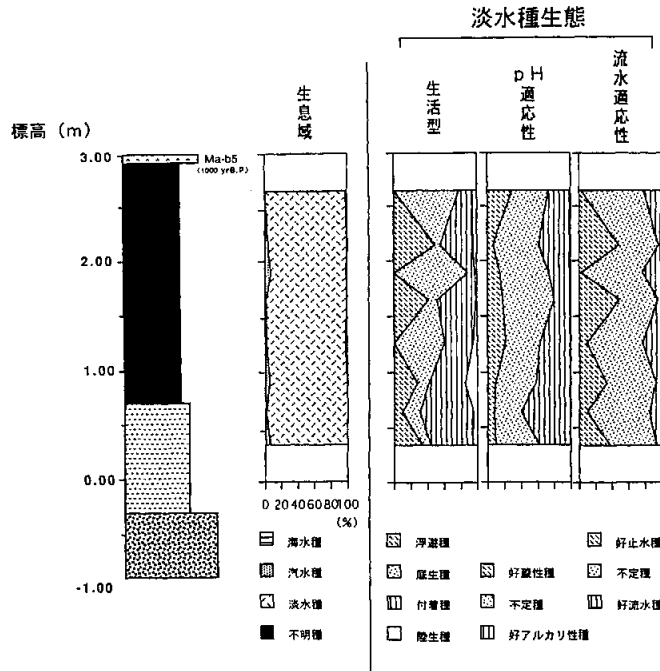 淡水種生態
生息域
生活型
pH適応性
流水適応性
標高 (m)
3.00
Ma-b5
(1000 yrB.P)
2.00
1.00
0.00
-1.00
0 20 40 60 80 100
(%)
海水種
汽水種
淡水種
不明種
浮遊種
底生種
付着種
陸生種
好酸性種
不定種
好アルカリ性種
好止水種
不定種
好流水種